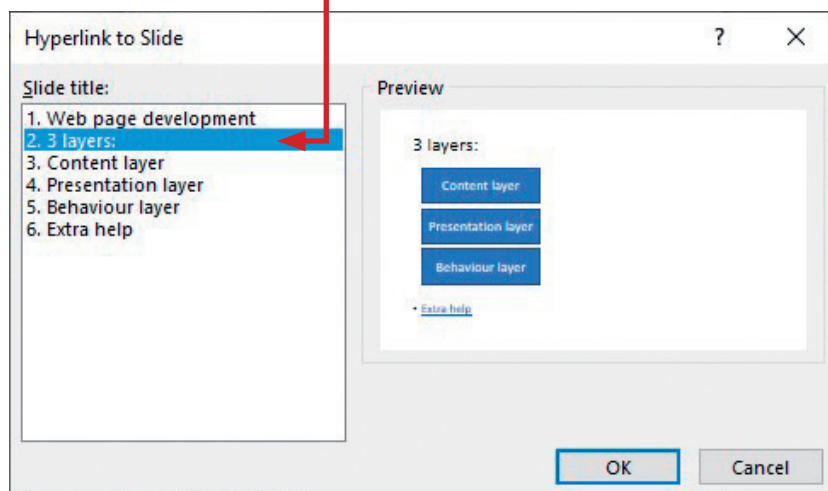 Hyperlink to Slide
? X
Slide title:
1. Web page development
2. 3 layers:
3. Content layer
4. Presentation layer
5. Behaviour layer
6. Extra help
Preview
3 layers:
Content layer
Presentation layer
Behaviour layer
• Extra help
OK
Cancel